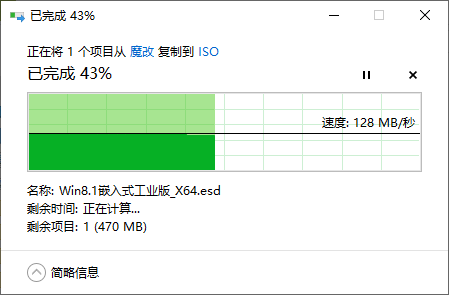 已完成 43%
正在将 1 个项目从 魔改 复制到 ISO
已完成 43%
速度: 128 MB/秒
名称: Win8.1嵌入式工业版_X64.esd
剩余时间: 正在计算...
剩余项目: 1 (470 MB)
简略信息